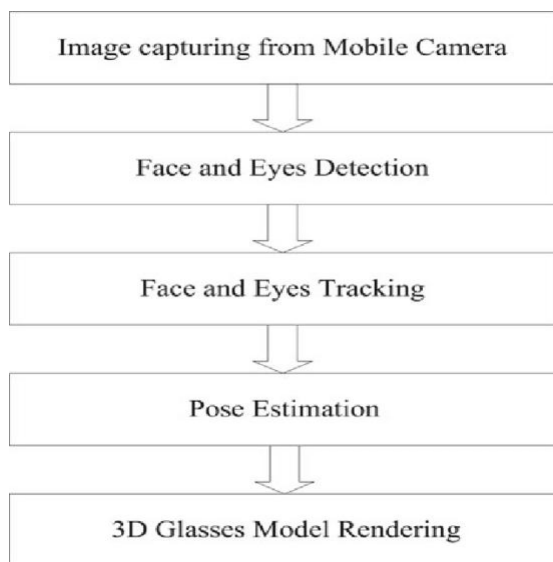 Image capturing from Mobile Camera
Face and Eyes Detection
Face and Eyes Tracking
Pose Estimation
3D Glasses Model Rendering